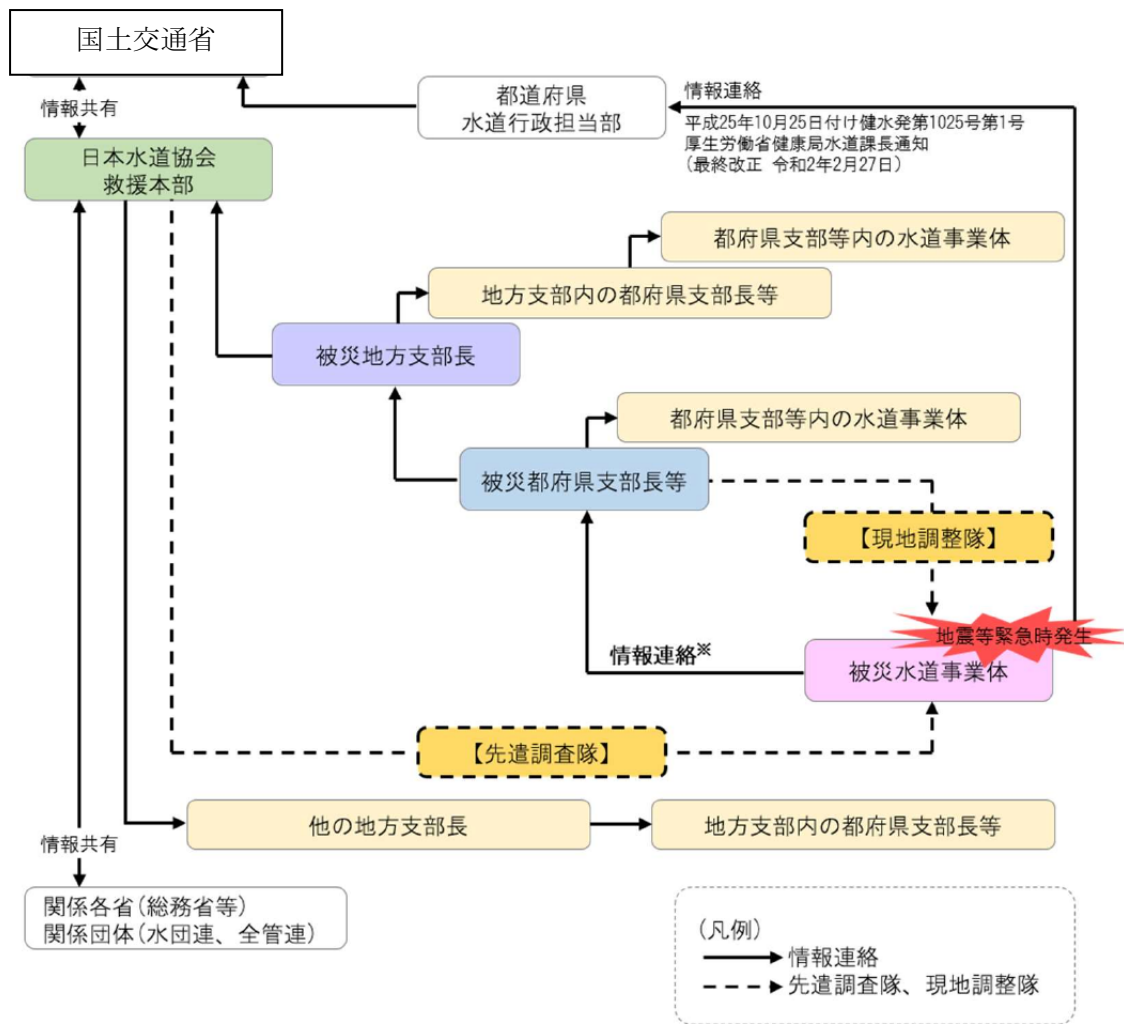 国土交通省
情報共有
都道府県
水道行政担当部
情報連絡
平成25年10月25日付け健水発第1025号第1号
厚生労働省健康局水道課長通知
（最終改正 令和2年2月27日）
日本水道協会
救援本部
都府県支部等内の水道事業体
地方支部内の都府県支部長等
被災地方支部長
都府県支部等内の水道事業体
被災都府県支部長等
【現地調整隊】
地震等緊急時発生
情報連絡※
被災水道事業体
【先遣調査隊】
他の地方支部長
地方支部内の都府県支部長等
情報共有
関係各省（総務省等）
関係団体（水団連、全管連）
（凡例）
情報連絡
先遣調査隊、現地調整隊